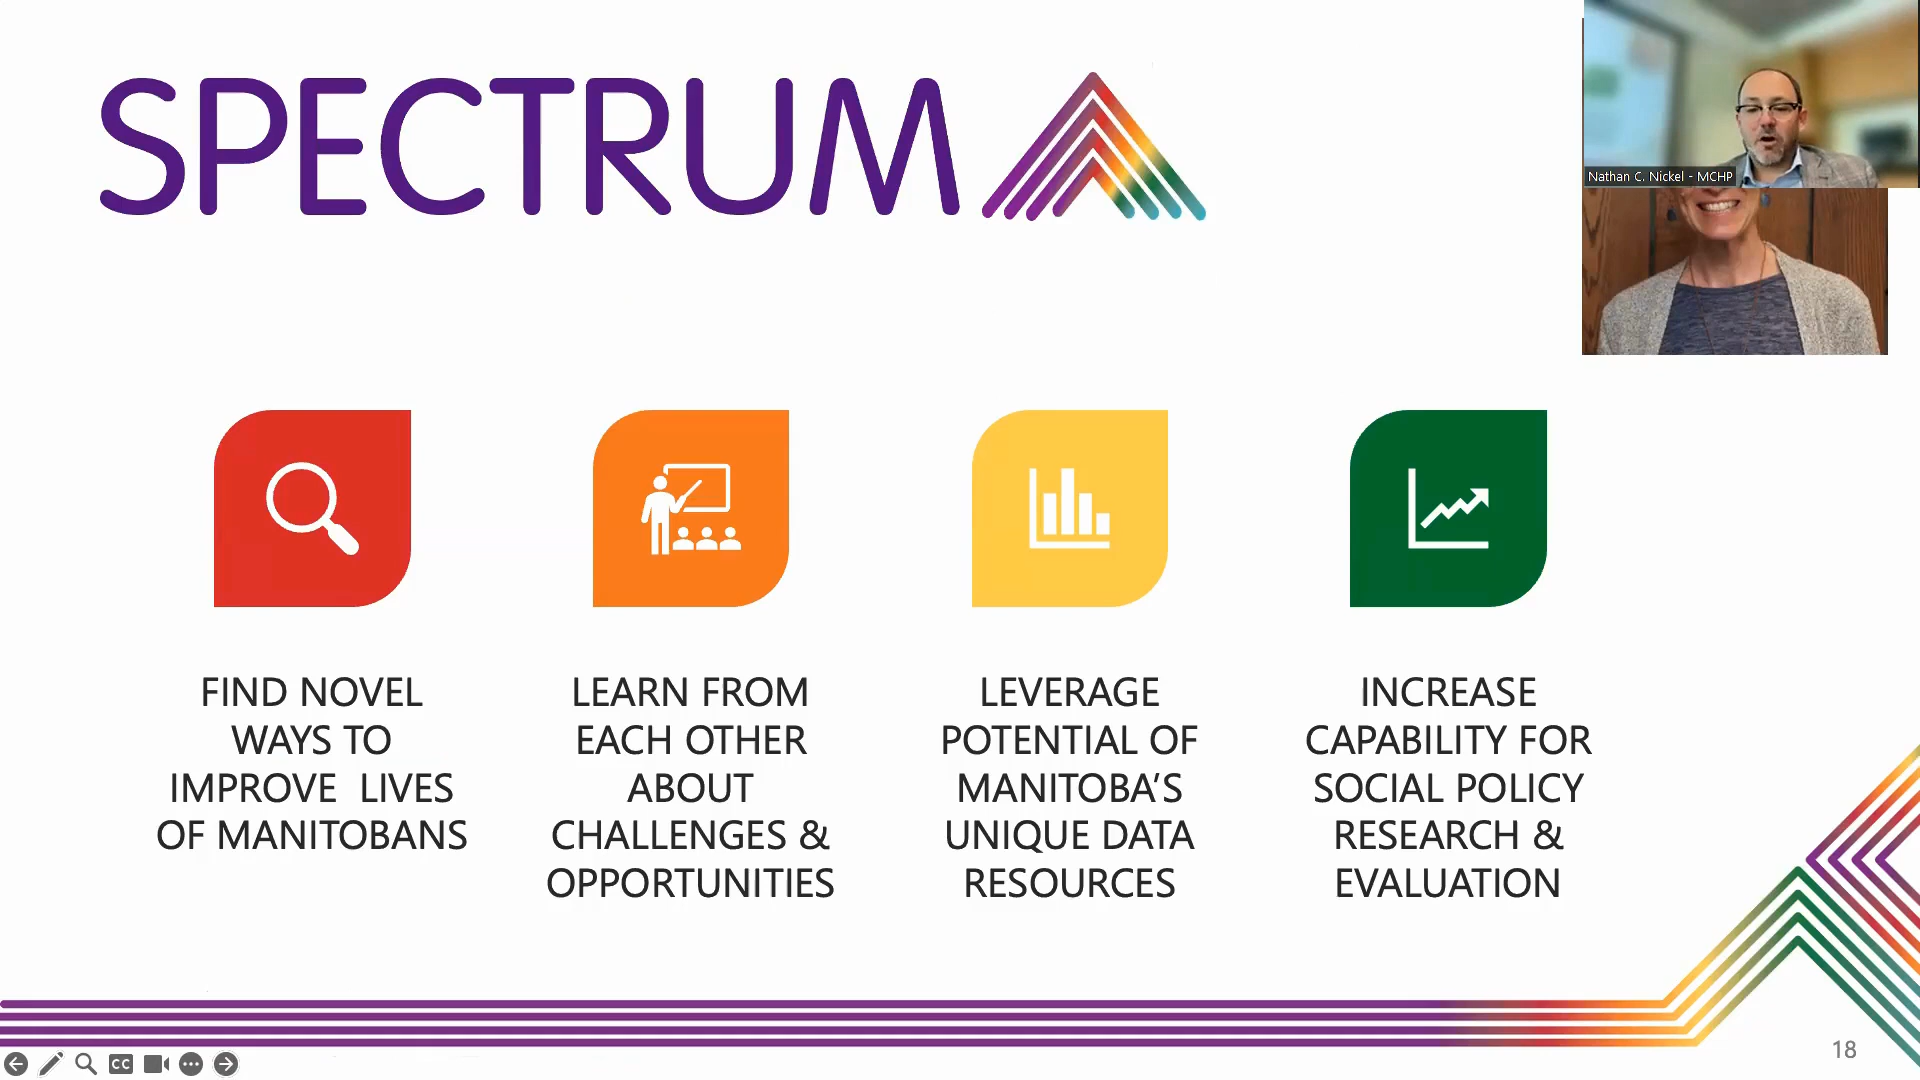 SPECTRUM
Nathan C. Nickel - MCHP
FIND NOVEL
WAYS TO
IMPROVE  LIVES
OF MANITOBANS
LEARN FROM
EACH OTHER
ABOUT
CHALLENGES &
OPPORTUNITIES
LEVERAGE
POTENTIAL OF
MANITOBA’S
UNIQUE DATA
RESOURCES
INCREASE
CAPABILITY FOR
SOCIAL POLICY
RESEARCH &
EVALUATION
CC
18